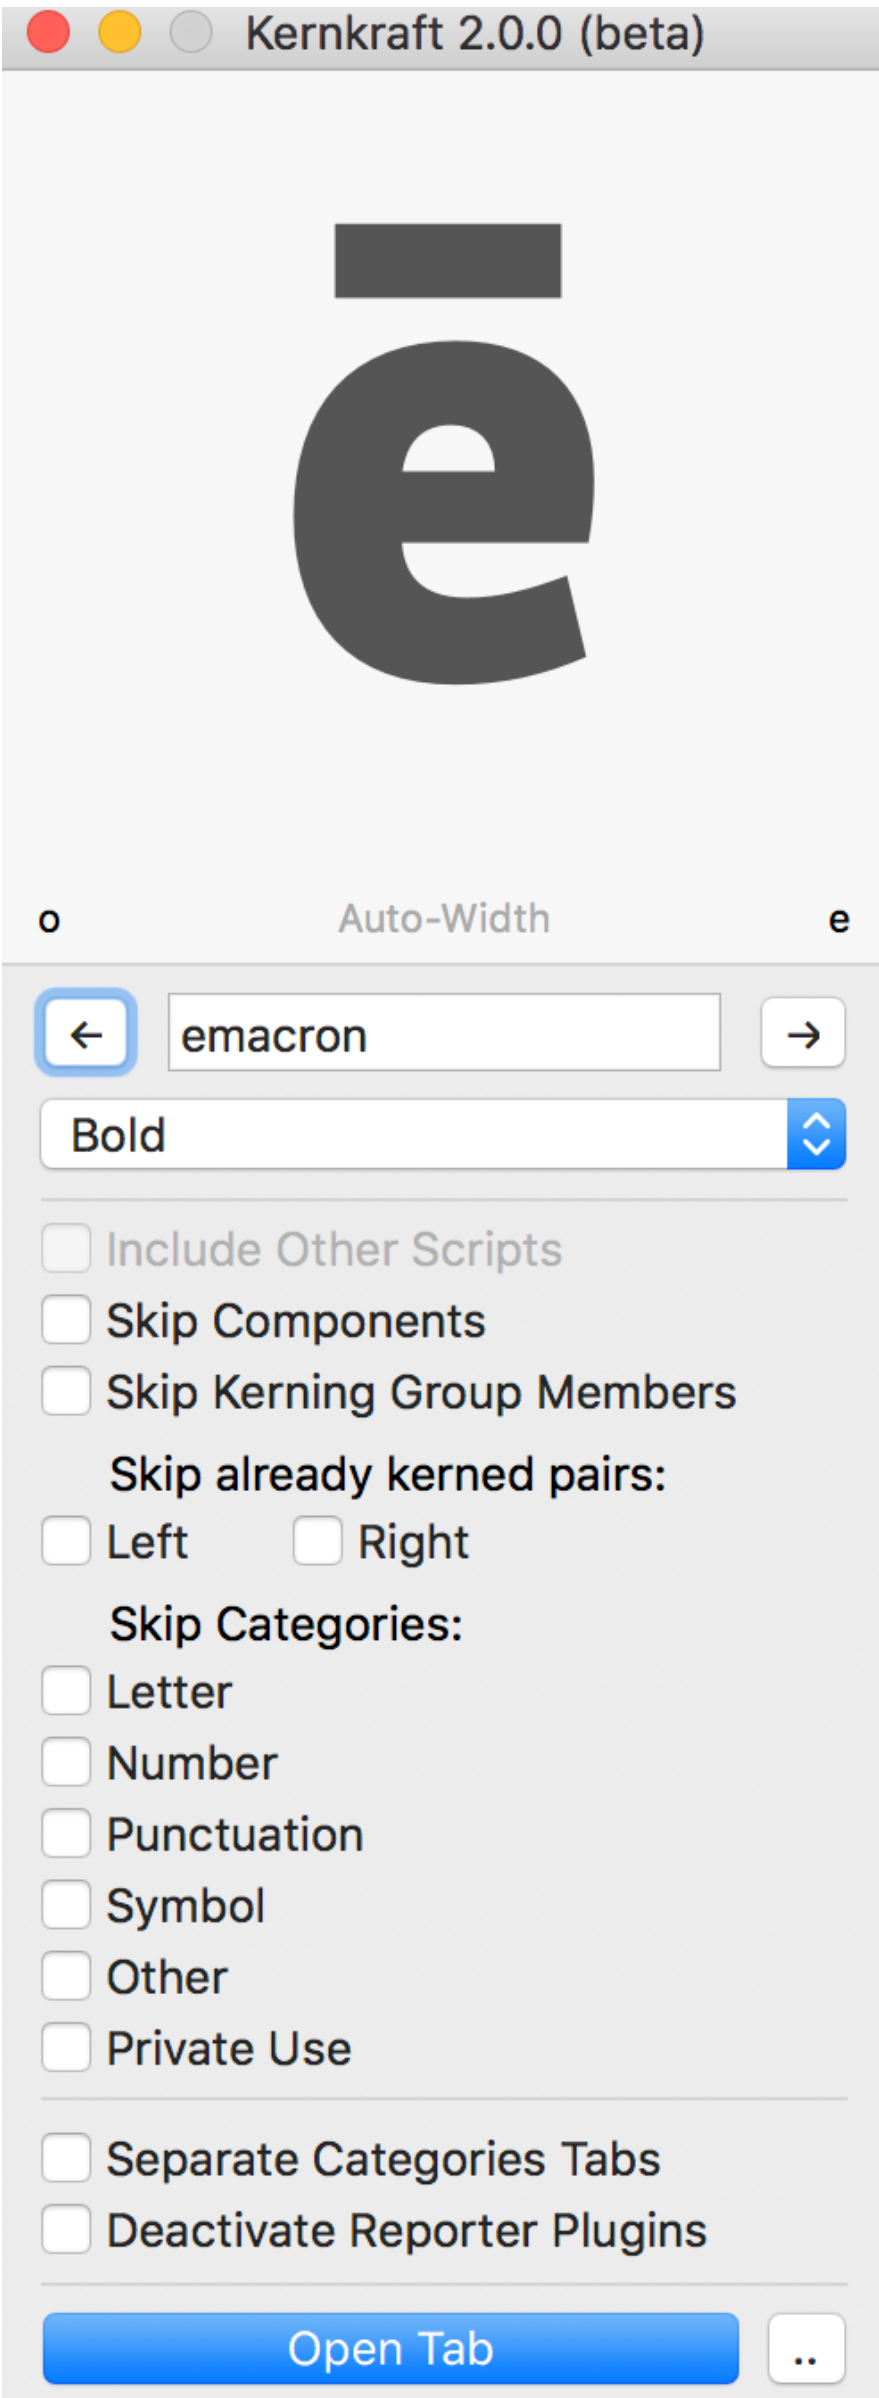 Kernkraft 2.0.0 (beta)
ē
o Auto-Width e
← emacron →
Bold
Include Other Scripts
Skip Components
Skip Kerning Group Members
Skip already kerned pairs:
Left Right
Skip Categories:
Letter
Number
Punctuation
Symbol
Other
Private Use
Separate Categories Tabs
Deactivate Reporter Plugins
Open Tab ..